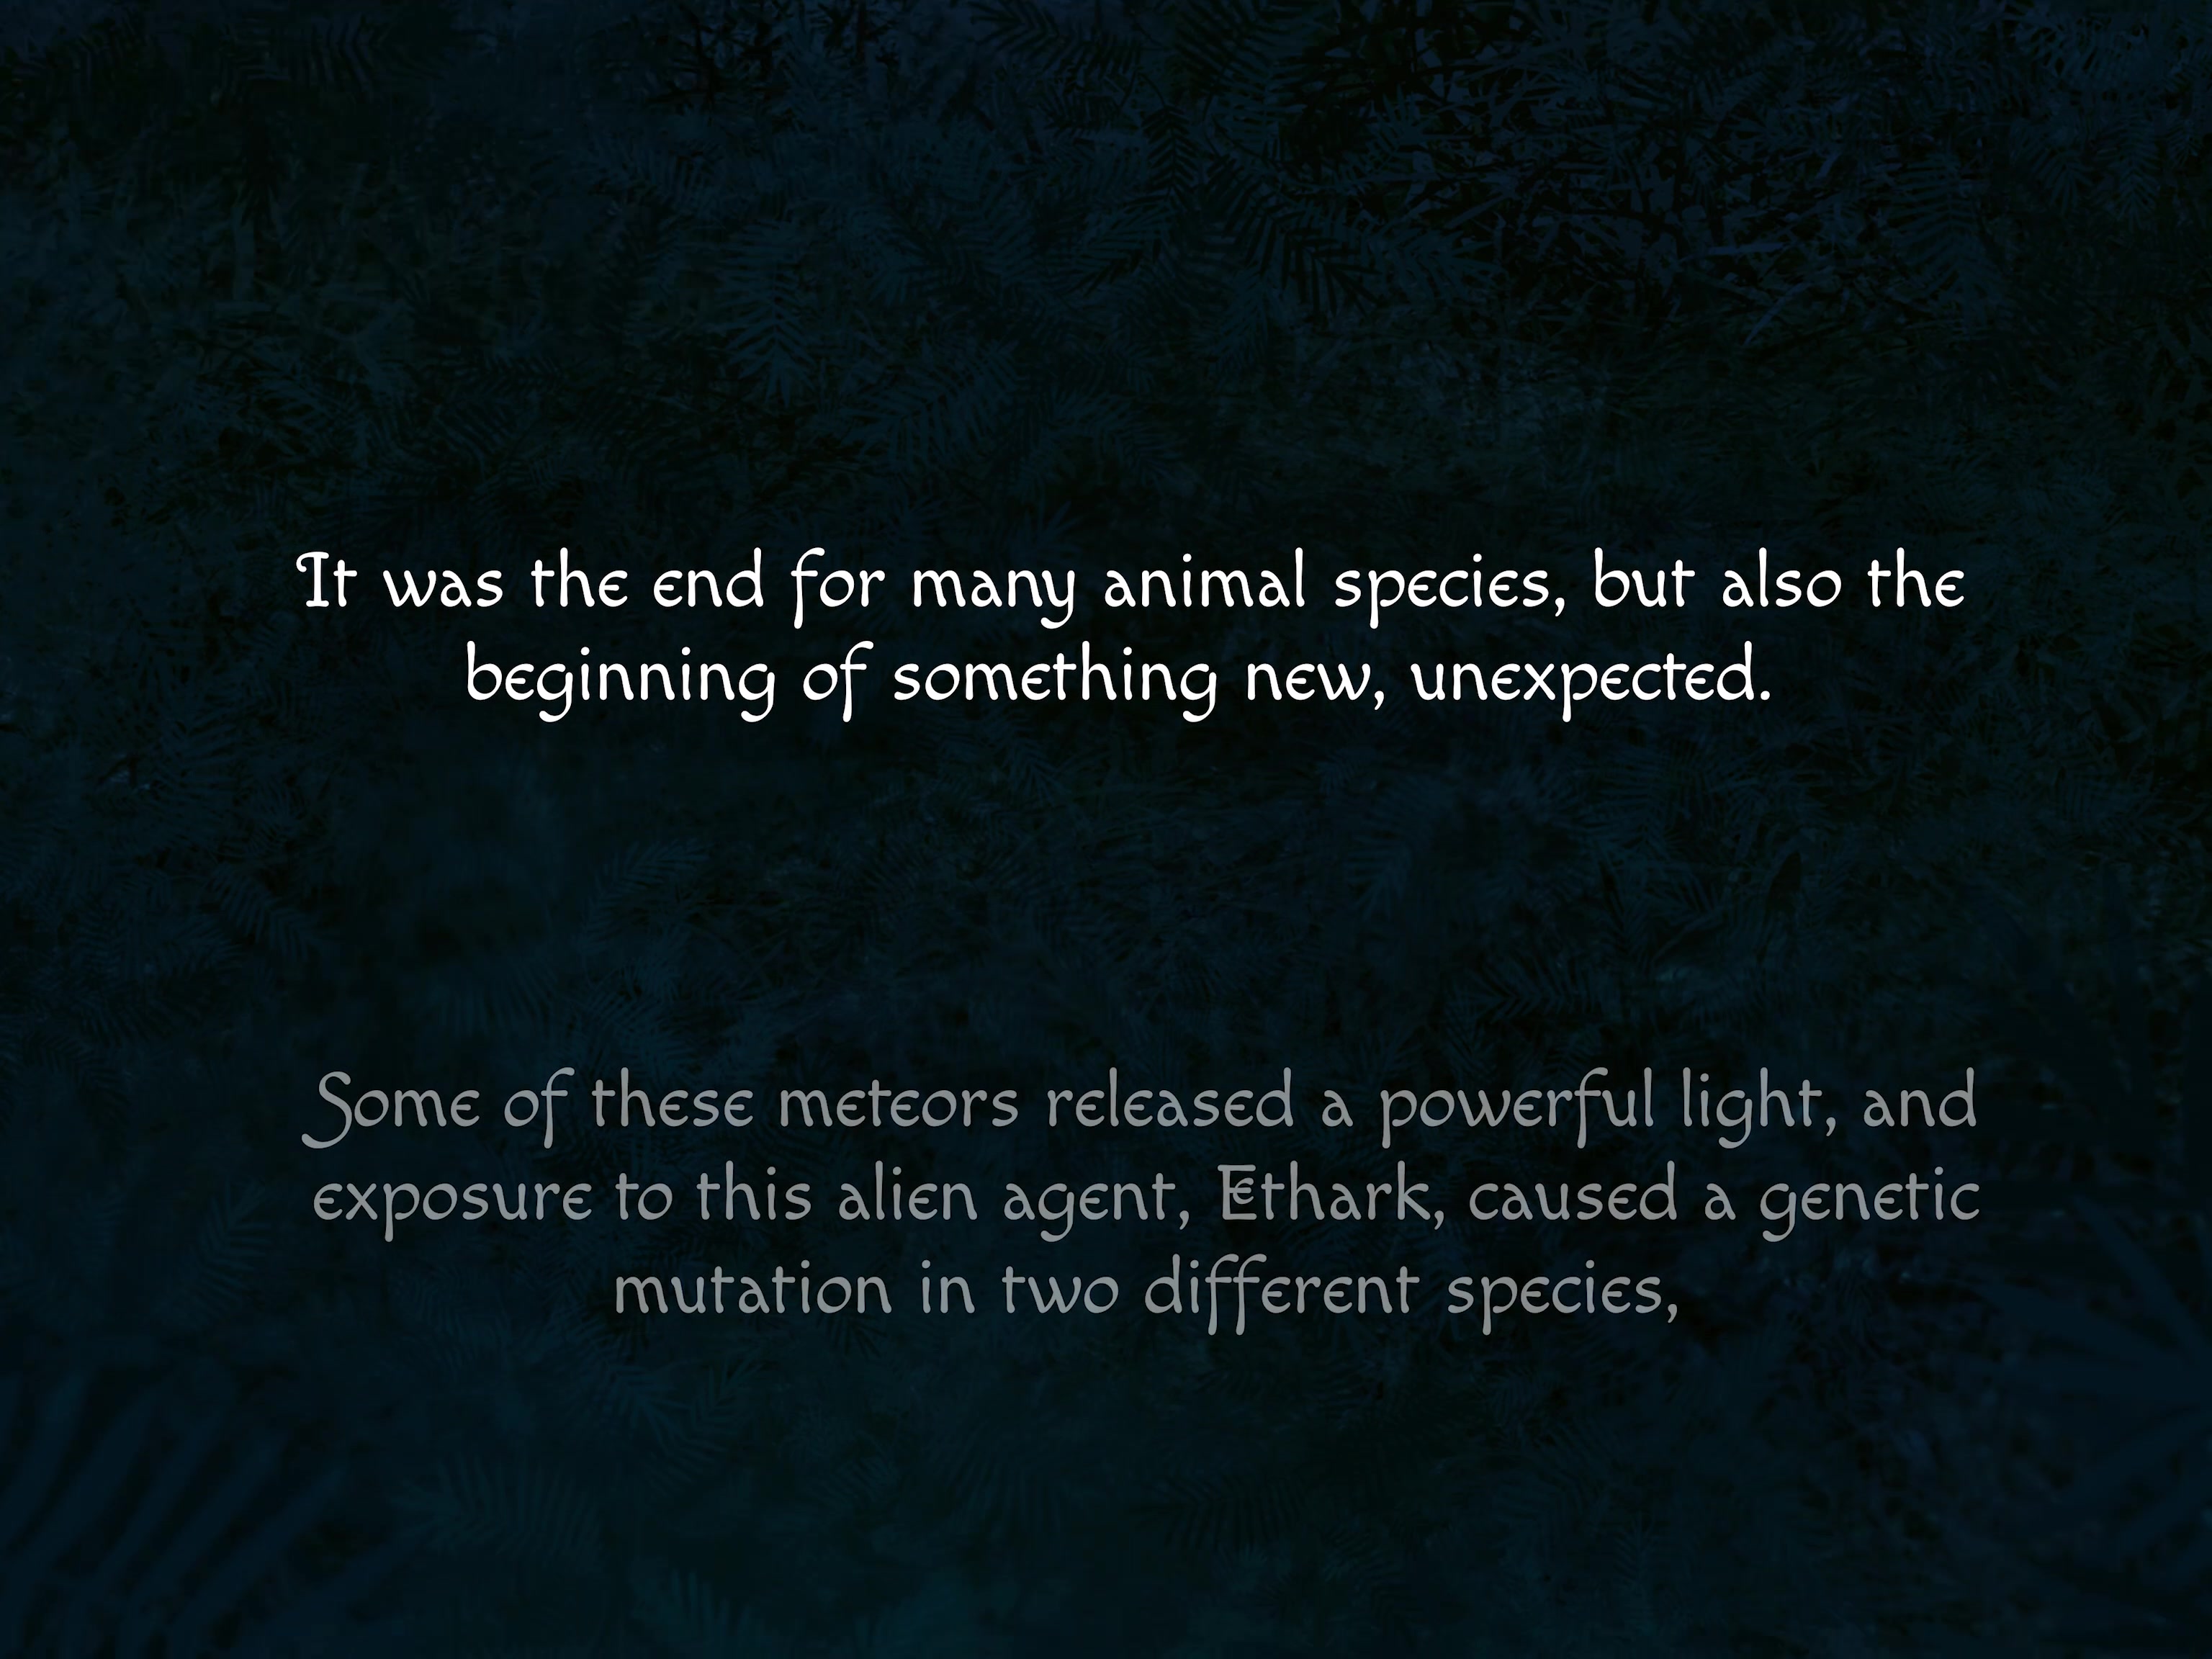 It was the end for many animal species, but also the
beginning of something new, unexpected.
Some of these meteors released a powerful light, and
exposure to this alien agent, Ethark, caused a genetic
mutation in two different species,